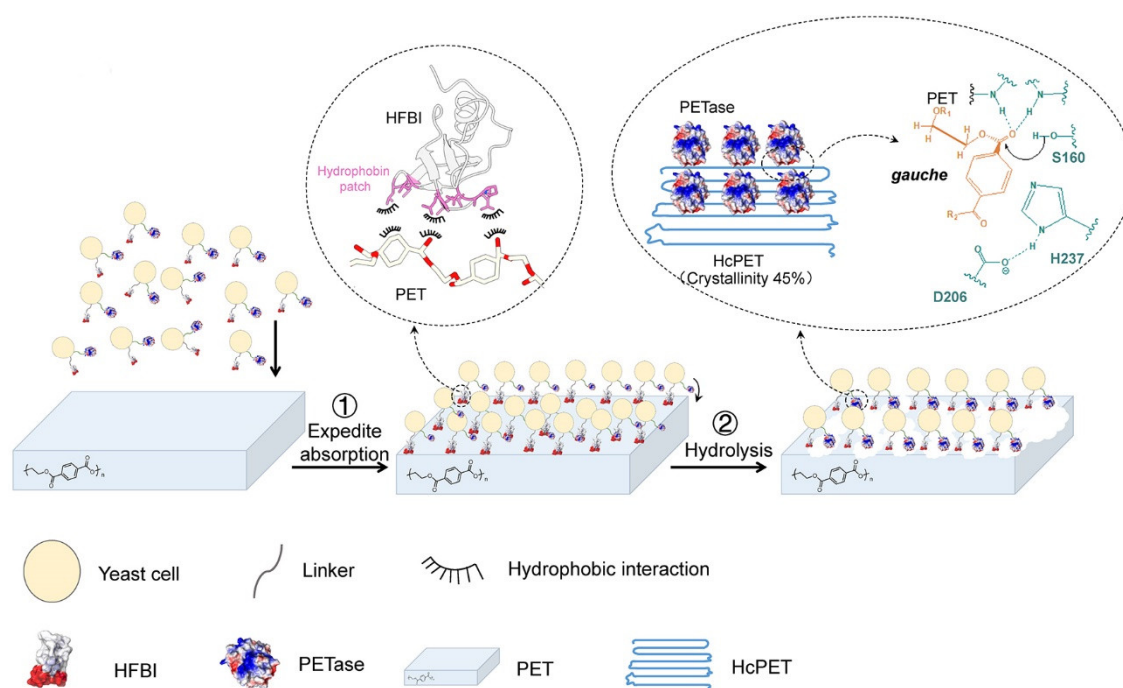 HFBI
Hydrophobin
patch
PET
PETase
HcPET
(Crystallinity 45%)
PET
OR₁
H
H
O
O
H
H
gauche
R₂
O
N
H
N
H
H
O
S160
N
N
H
H237
O
O
⊖
D206
①
Expedite
absorption
②
Hydrolysis
Yeast cell
Linker
Hydrophobic interaction
HFBI
PETase
PET
HcPET